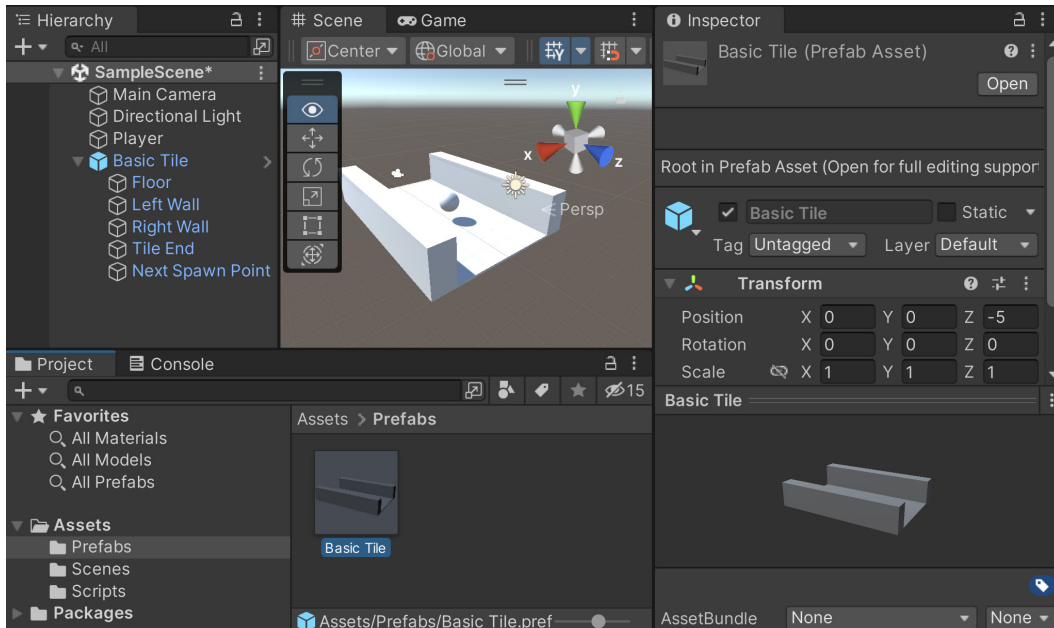 Hierarchy
All
SampleScene*
Main Camera
Directional Light
Player
Basic Tile
Floor
Left Wall
Right Wall
Tile End
Next Spawn Point
Scene Game
Center Global
y
x
z
Persp
Inspector
Basic Tile (Prefab Asset)
Open
Root in Prefab Asset (Open for full editing suppor
Basic Tile Static
Tag Untagged Layer Default
Transform
Position X 0 Y 0 Z -5
Rotation X 0 Y 0 Z 0
Scale X 1 Y 1 Z 1
Basic Tile
AssetBundle None None
Project Console
15
Favorites
All Materials
All Models
All Prefabs
Assets
Prefabs
Scenes
Scripts
Packages
Assets > Prefabs
Basic Tile
Assets/Prefabs/Basic Tile.pref